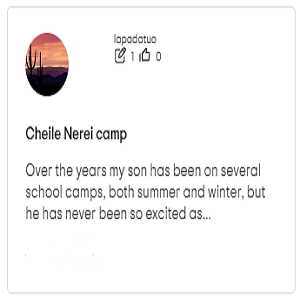 lapadatuo
1 0
Cheile Nerei camp
Over the years my son has been on several
school camps, both summer and winter, but
he has never been so excited as...